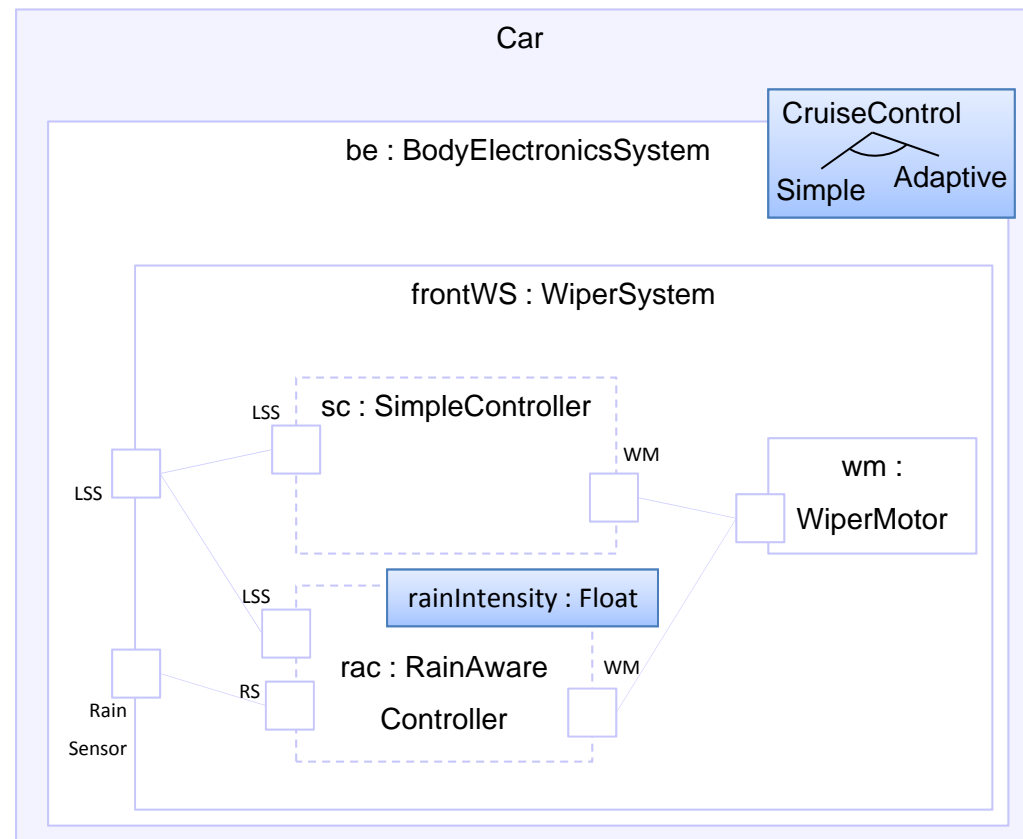 Car
CruiseControl
Simple
Adaptive
be : BodyElectronicsSystem
frontWS : WiperSystem
sc : SimpleController
LSS
LSS
WM
wm :
WiperMotor
rainIntensity : Float
LSS
rac : RainAware
Controller
RS
WM
Rain
Sensor